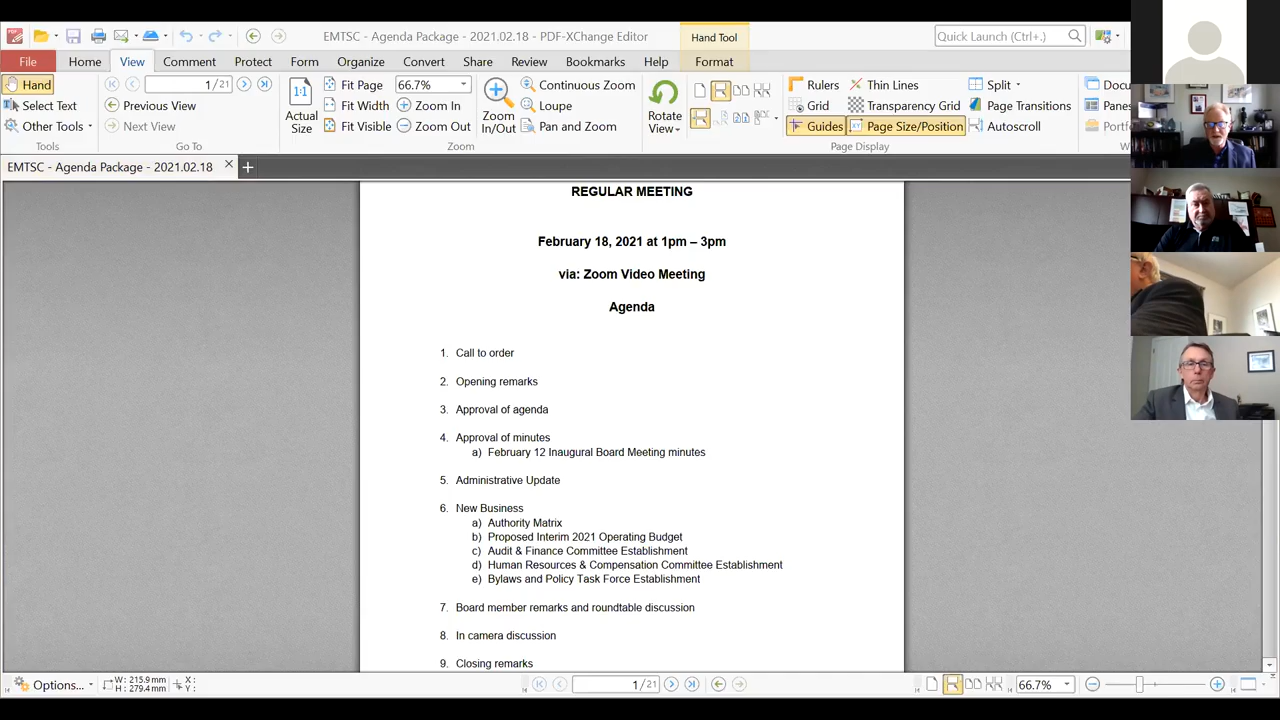 EMTSC - Agenda Package - 2021.02.18 - PDF-XChange Editor
Hand Tool
Quick Launch (Ctrl+.)
File Home View Comment Protect Form Organize Convert Share Review Bookmarks Help Format
Hand
Select Text
Other Tools
Tools
1 / 21
Previous View
Next View
Go To
1:1
Actual Size
Fit Page
Fit Width
Fit Visible
66.7%
Zoom In
Zoom Out
Zoom In/Out
Continuous Zoom
Loupe
Pan and Zoom
Zoom
Rotate View
Rulers
Grid
Guides
Thin Lines
Transparency Grid
Page Size/Position
Page Display
Split
Page Transitions
Autoscroll
EMTSC - Agenda Package - 2021.02.18
REGULAR MEETING
February 18, 2021 at 1pm – 3pm
via: Zoom Video Meeting
Agenda
1. Call to order
2. Opening remarks
3. Approval of agenda
4. Approval of minutes
a) February 12 Inaugural Board Meeting minutes
5. Administrative Update
6. New Business
a) Authority Matrix
b) Proposed Interim 2021 Operating Budget
c) Audit & Finance Committee Establishment
d) Human Resources & Compensation Committee Establishment
e) Bylaws and Policy Task Force Establishment
7. Board member remarks and roundtable discussion
8. In camera discussion
9. Closing remarks
Options...
W: 215.9 mm
H: 279.4 mm
X:
Y:
1 / 21
66.7%